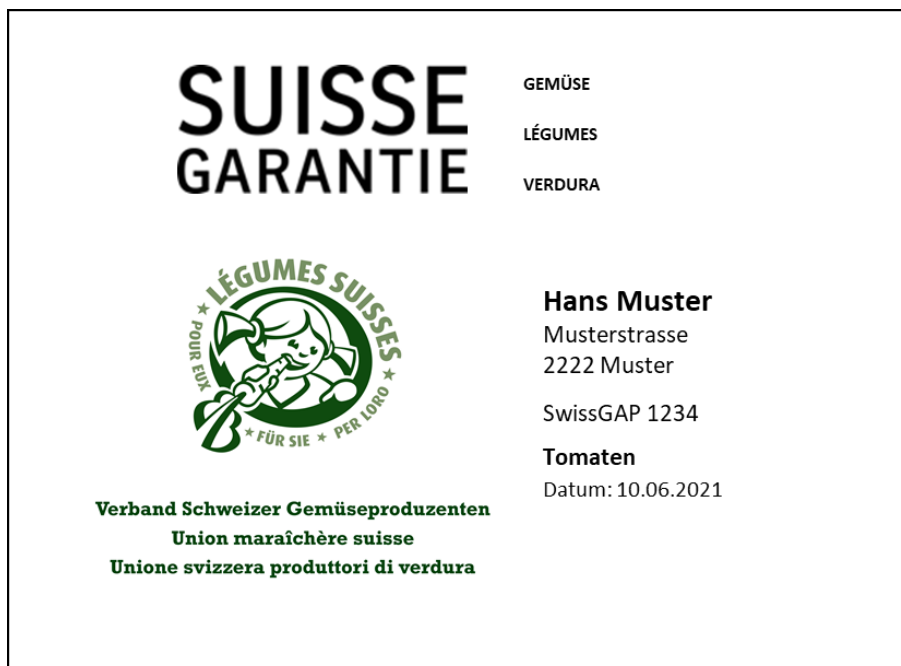 SUISSE
GARANTIE
GEMÜSE
LÉGUMES
VERDURA
LÉGUMES SUISSES
POUR EUX
FÜR SIE
PER LORO
Verband Schweizer Gemüseproduzenten
Union maraîchère suisse
Unione svizzera produttori di verdura
Hans Muster
Musterstrasse
2222 Muster
SwissGAP 1234
Tomaten
Datum: 10.06.2021